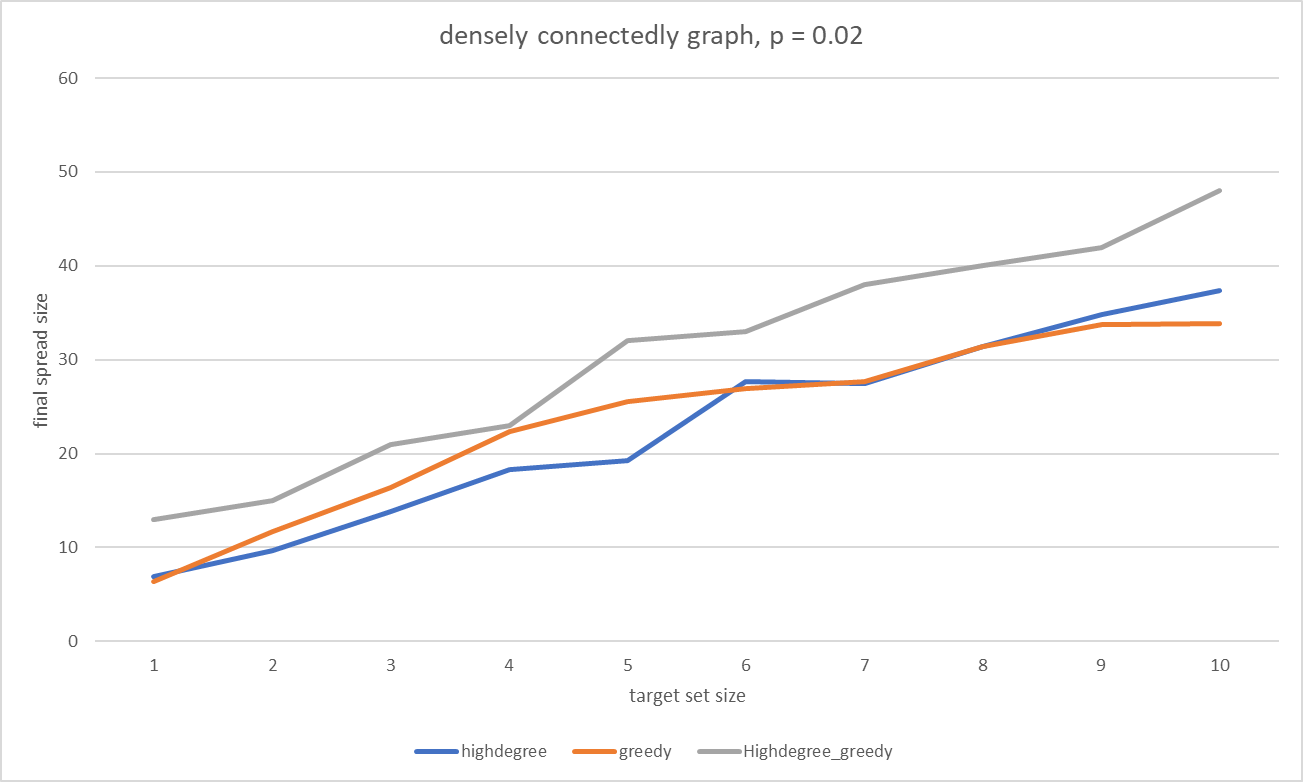 densely connectedly graph, p = 0.02
60
50
40
30
20
10
0
final spread size
1 2 3 4 5 6 7 8 9 10
target set size
highdegree greedy Highdegree_greedy